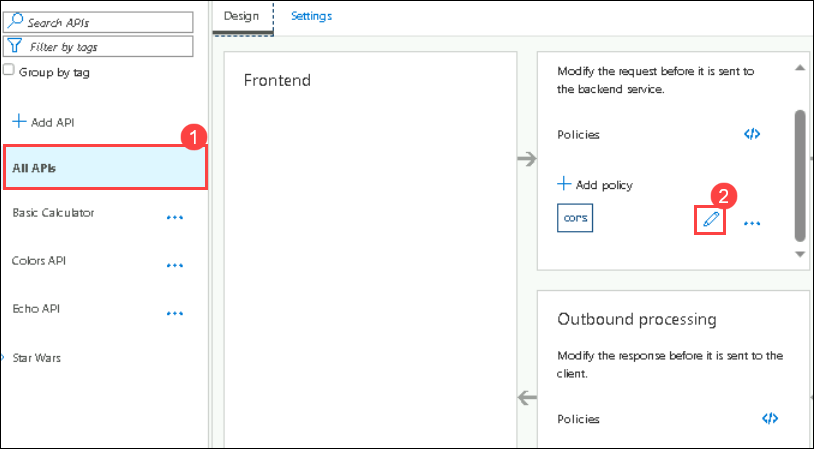 Search APIs
Filter by tags
Group by tag
Add API
1
All APIs
Basic Calculator
...
Colors API
...
Echo API
...
Star Wars
Design
Settings
Frontend
Modify the request before it is sent to
the backend service.
Policies
</>
Add policy
2
cors
...
Outbound processing
Modify the response before it is sent to the
client.
Policies
</>